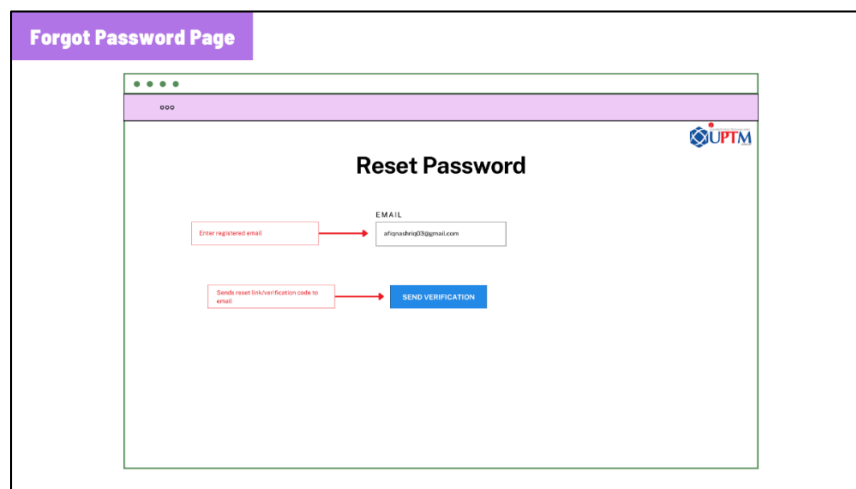 Forgot Password Page
UPTM
Reset Password
EMAIL
Enter registered email
afiqnashriq03@gmail.com
Sends reset link/verification code to
email.
SEND VERIFICATION